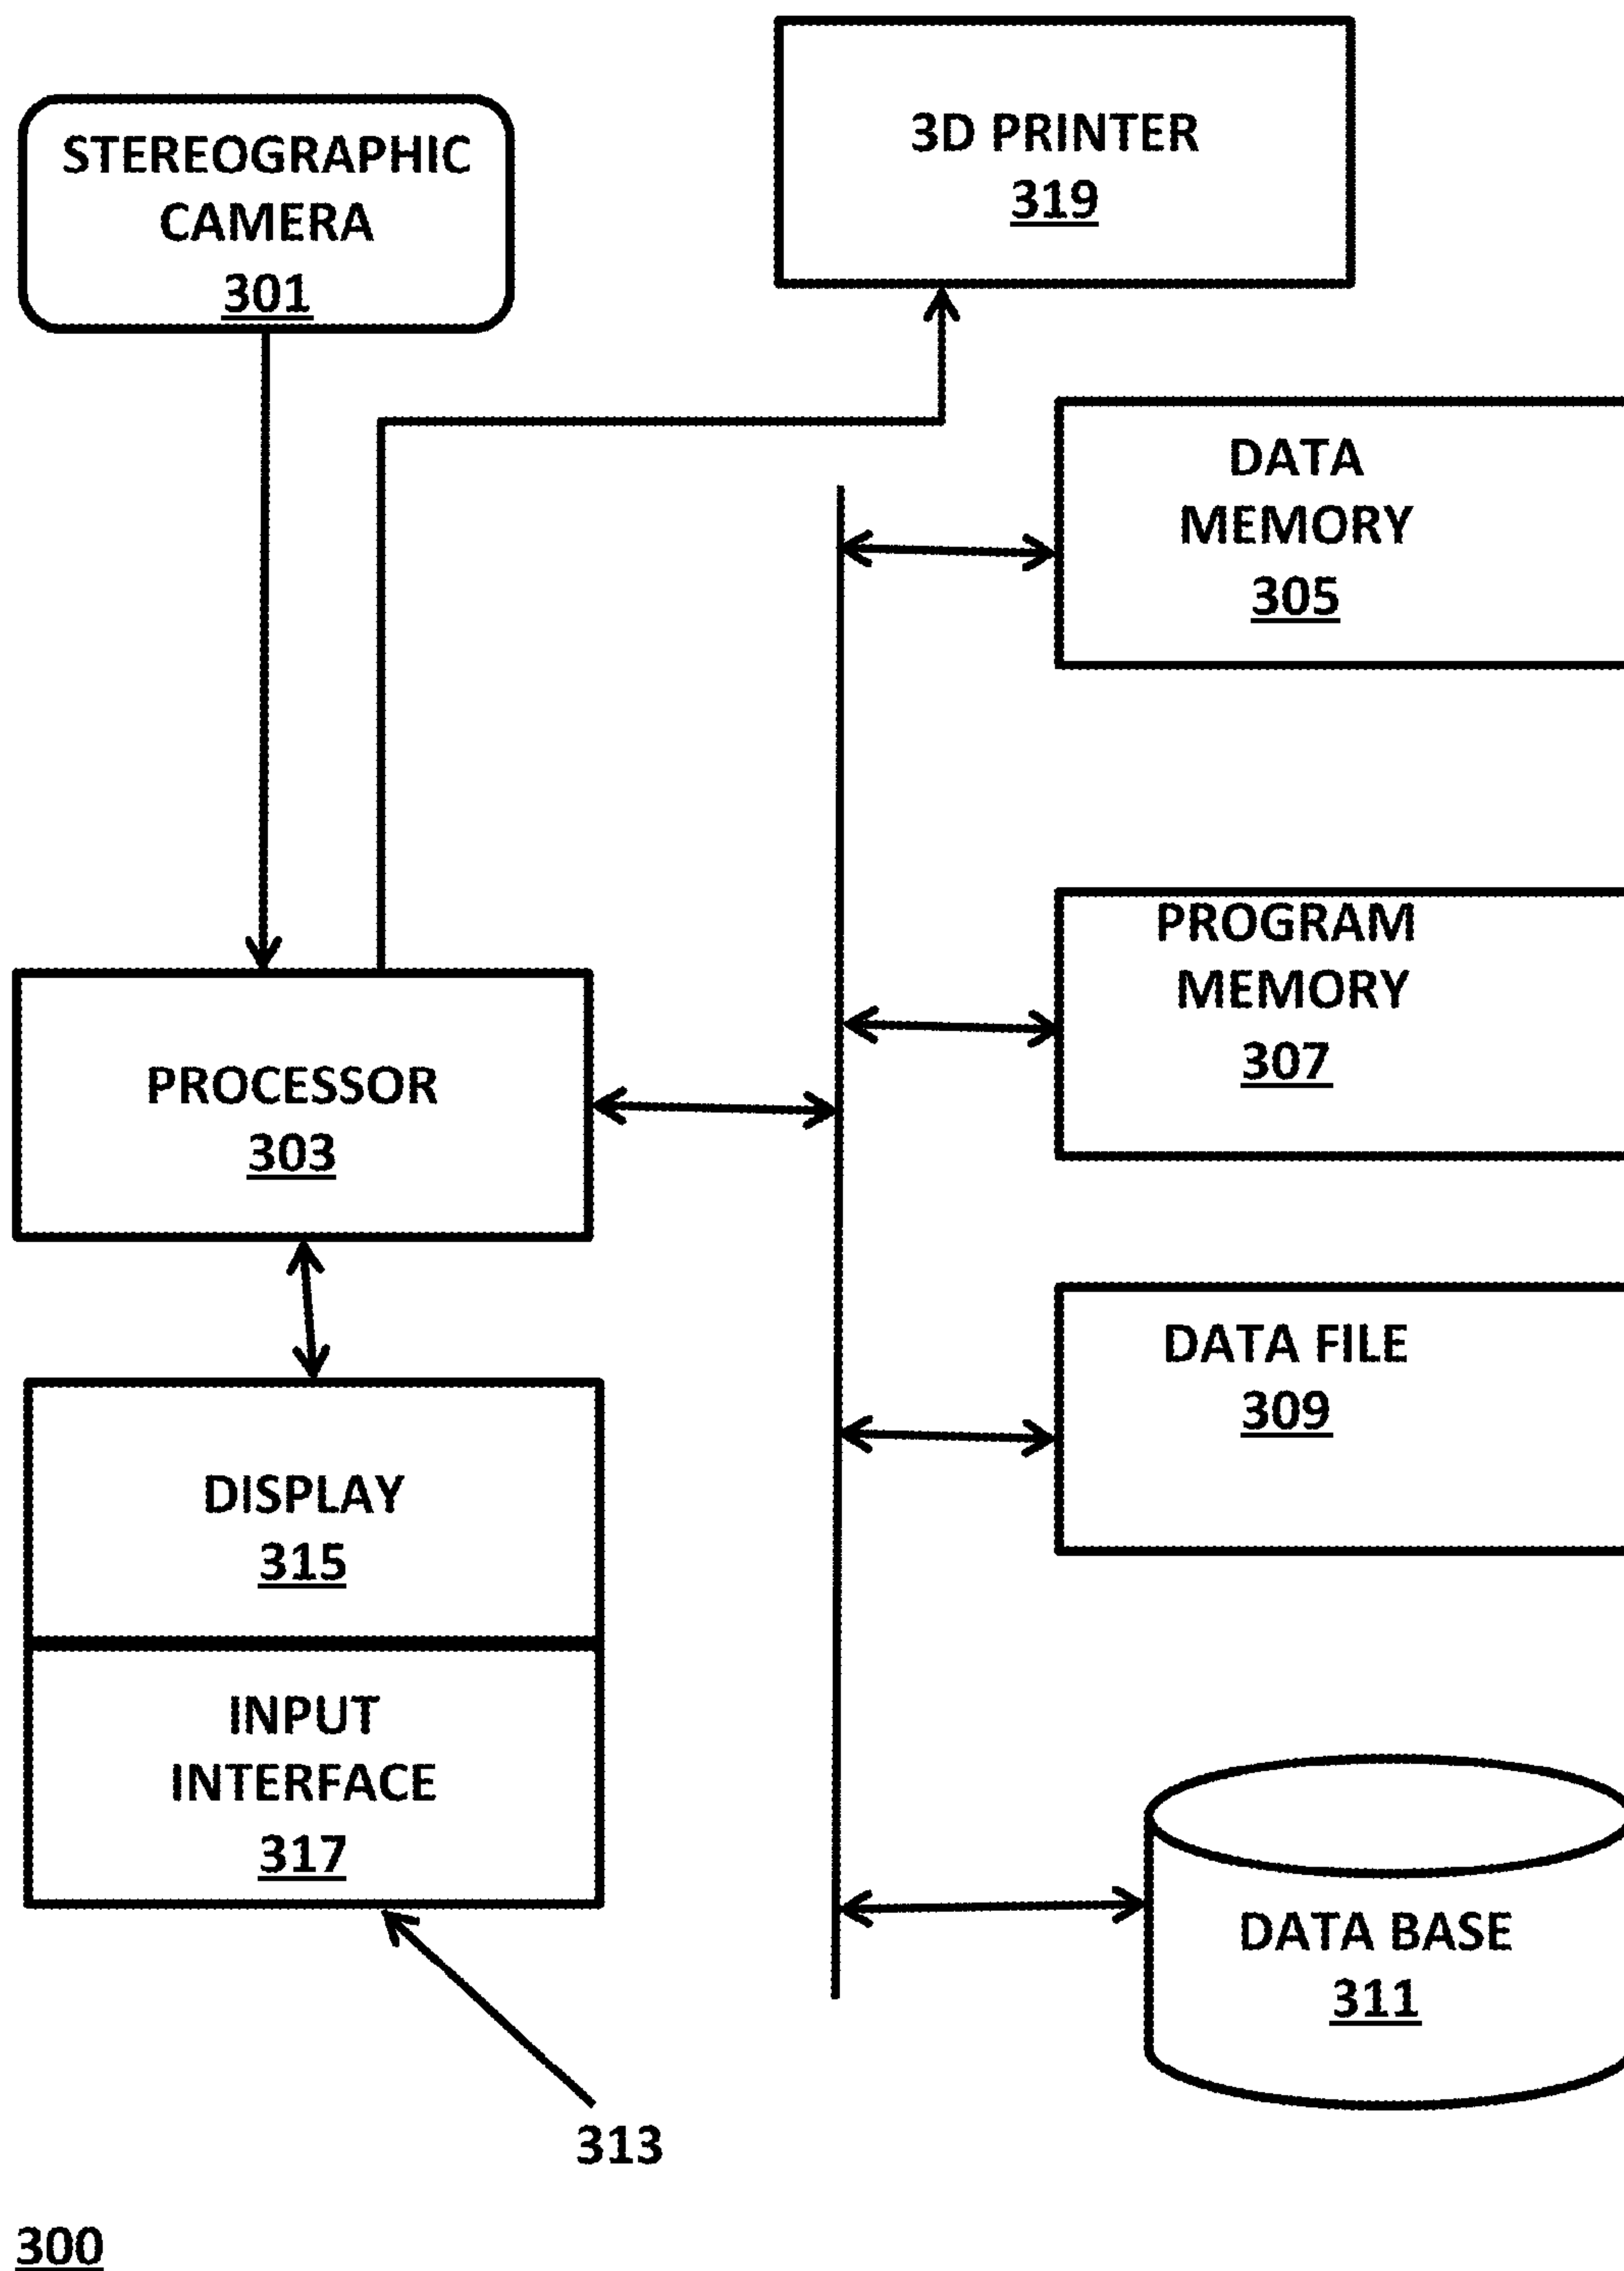 3D PRINTER
319
STEREOGRAPHIC
CAMERA
301
DATA
MEMORY
305
PROGRAM
MEMORY
307
PROCESSOR
303
DATA FILE
309
DISPLAY
315
INPUT
INTERFACE
317
DATA BASE
311
313
300